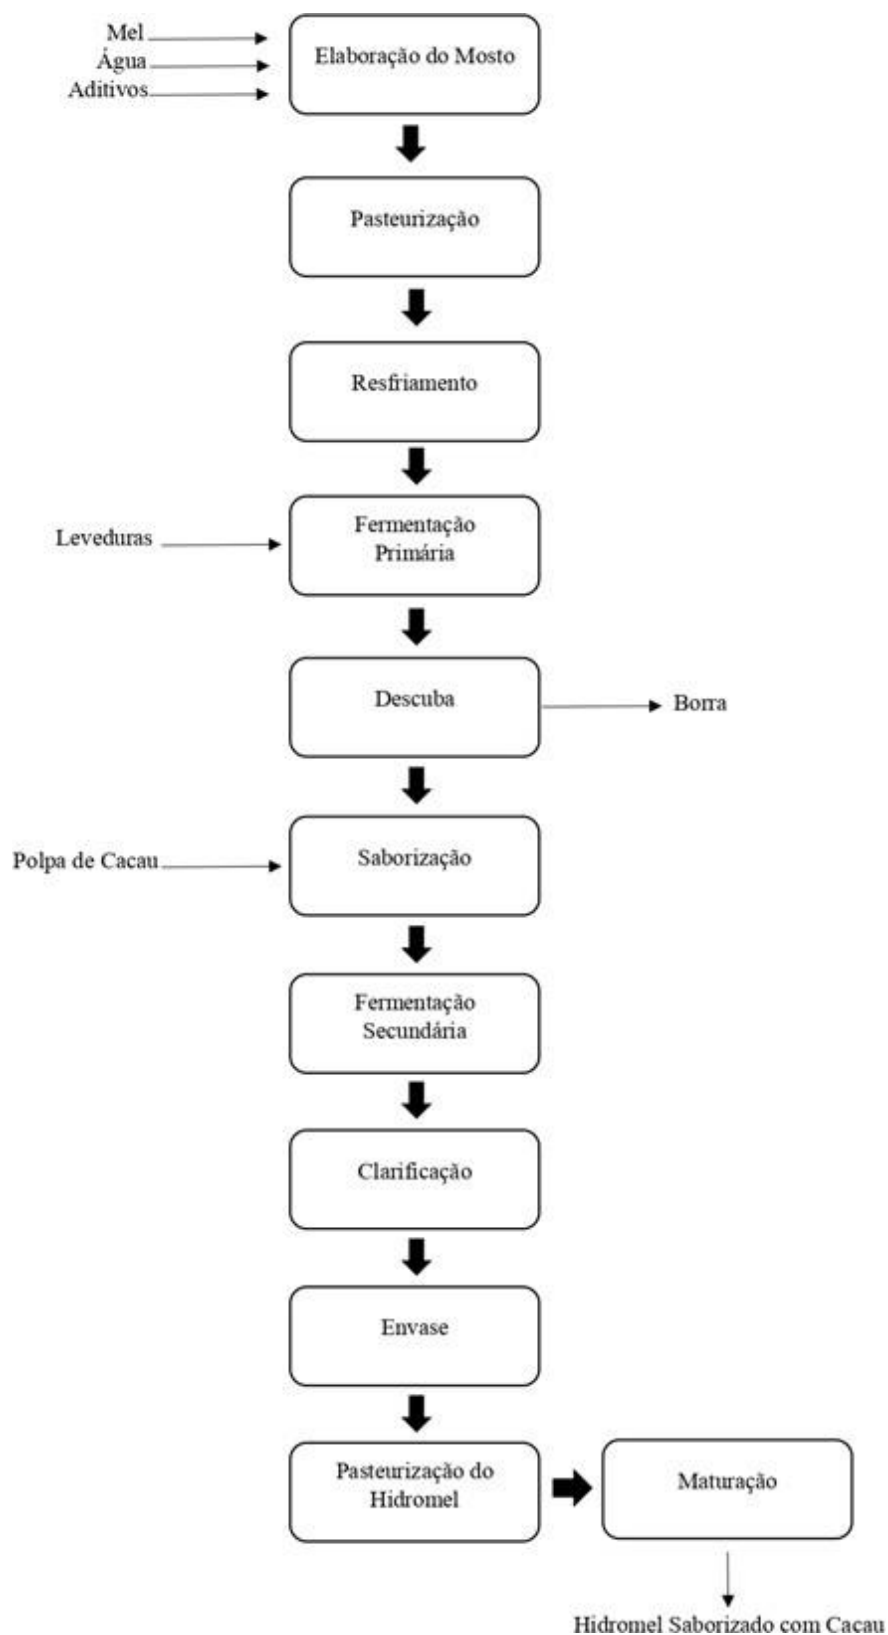 Mel
Água
Aditivos
Elaboração do Mosto
Pasteurização
Resfriamento
Leveduras
Fermentação
Primária
Descuba
Borra
Polpa de Cacau
Saborização
Fermentação
Secundária
Clarificação
Envase
Pasteurização do
Hidromel
Maturação
Hidromel Saborizado com Cacau